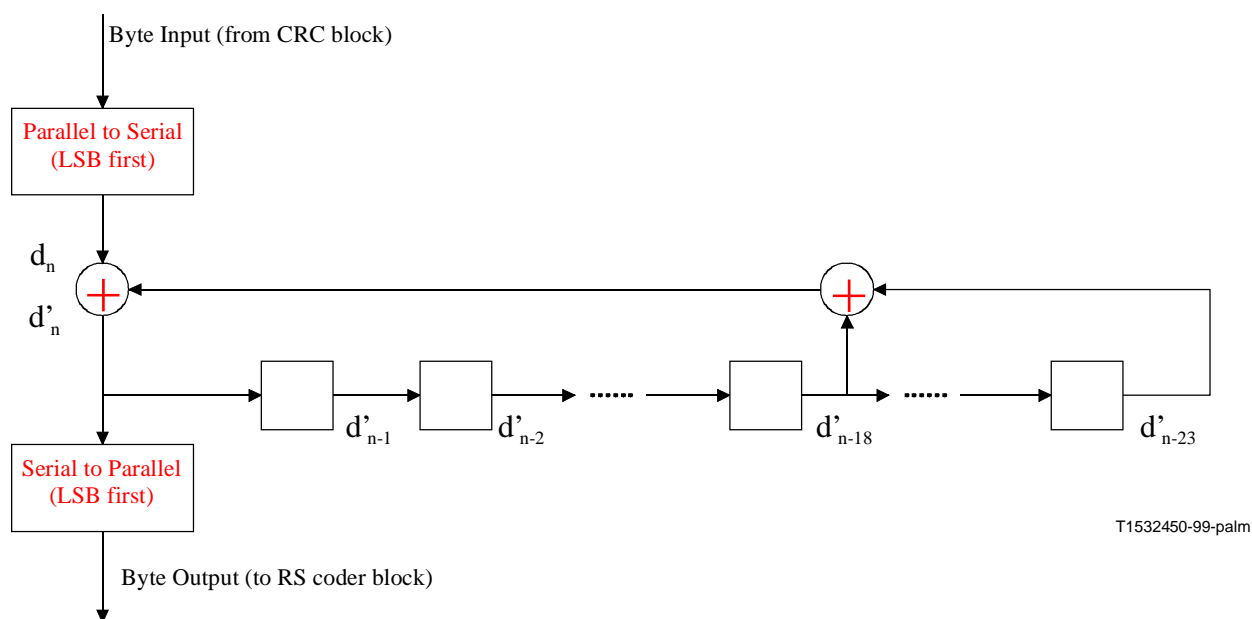 Byte Input (from CRC block)
Parallel to Serial
(LSB first)
dn
d’n
d’n-1
d’n-2
d’n-18
d’n-23
Serial to Parallel
(LSB first)
T1532450-99-palm
Byte Output (to RS coder block)